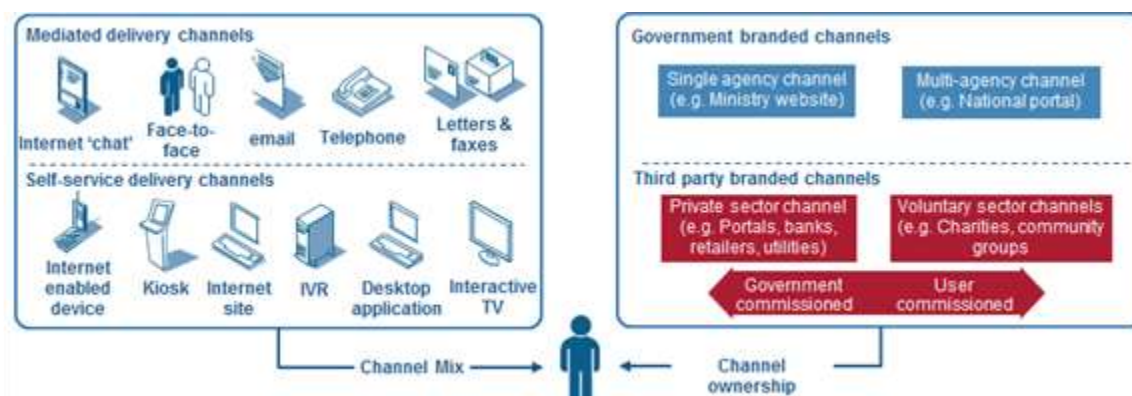 Mediated delivery channels
Internet 'chat'
Face-to-
face
email
Telephone
Letters &
faxes
Self-service delivery channels
Internet
enabled
device
Kiosk
Internet
site
IVR
Desktop
application
Interactive
TV
Channel Mix
Government branded channels
Single agency channel
(e.g. Ministry website)
Multi-agency channel
(e.g. National portal)
Third party branded channels
Private sector channel
(e.g. Portals, banks,
retailers, utilities)
Voluntary sector channels
(e.g. Charities, community
groups
Government
commissioned
User
commissioned
Channel
ownership